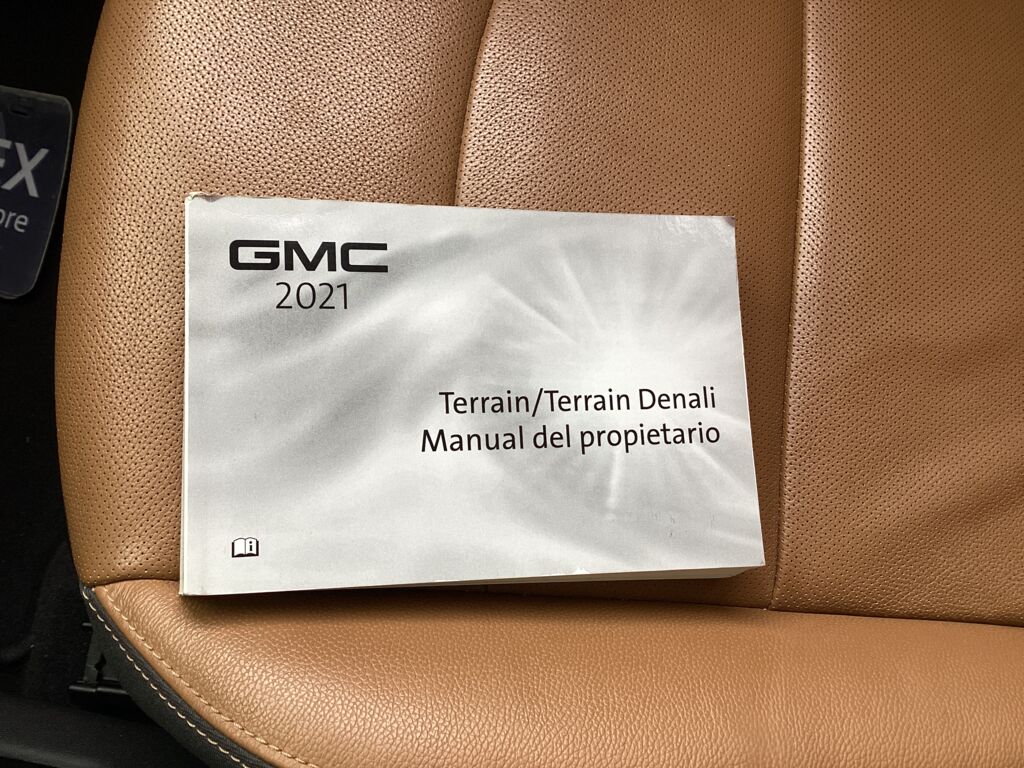 GMC
2021
Terrain/Terrain Denali
Manual del propietario